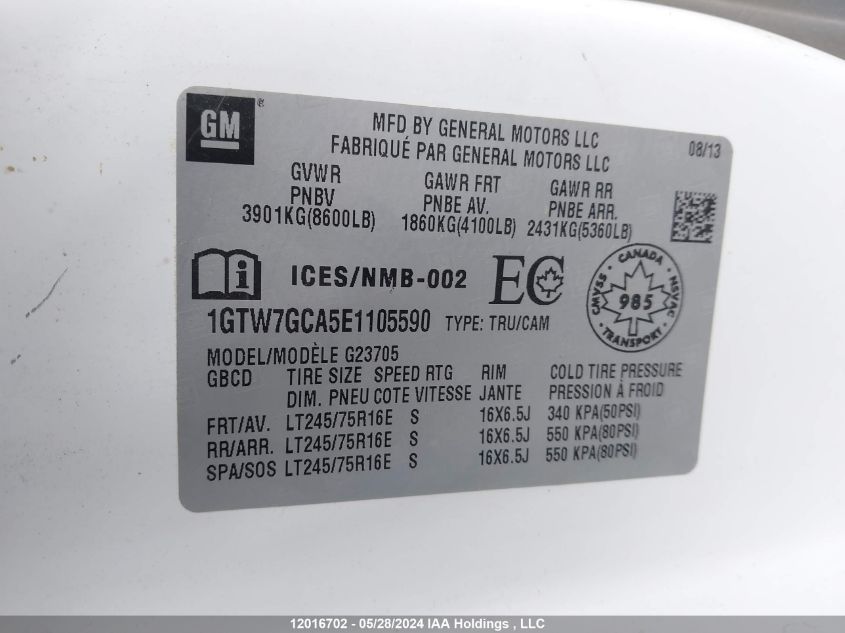 GM ®
MFD BY GENERAL MOTORS LLC
FABRIQUÉ PAR GENERAL MOTORS LLC
08/13
GVWR GAWR FRT GAWR RR
PNBV PNBE AV. PNBE ARR.
3901KG(8600LB) 1860KG(4100LB) 2431KG(5360LB)
i ICES/NMB-002 EC
CANADA CMVSS NSVAC 985 TRANSPORT
1GTW7GCA5E1105590 TYPE: TRU/CAM
MODEL/MODÈLE G23705
GBCD TIRE SIZE SPEED RTG RIM COLD TIRE PRESSURE
DIM. PNEU COTE VITESSE JANTE PRESSION À FROID
FRT/AV. LT245/75R16E S 16X6.5J 340 KPA(50PSI)
RR/ARR. LT245/75R16E S 16X6.5J 550 KPA(80PSI)
SPA/SOS LT245/75R16E S 16X6.5J 550 KPA(80PSI)
12016702 - 05/28/2024 IAA Holdings , LLC